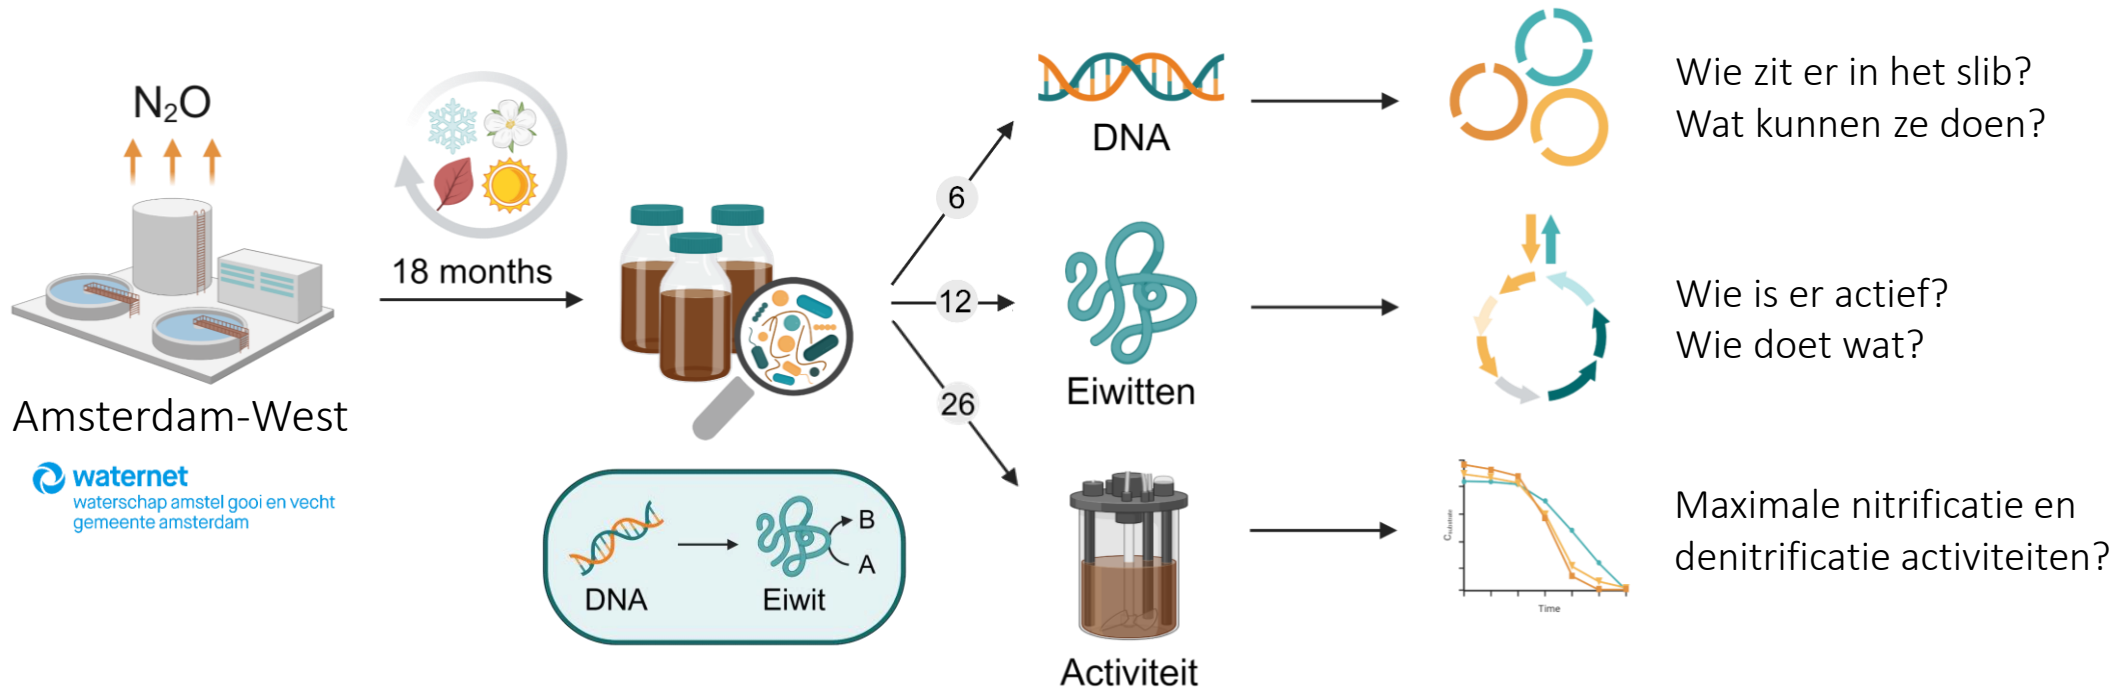 N₂O
Amsterdam-West
waternet
waterschap amstel gooi en vecht
gemeente amsterdam
18 months
DNA
Eiwit
B
A
6
12
26
DNA
Eiwitten
Activiteit
Wie zit er in het slib?
Wat kunnen ze doen?
Wie is er actief?
Wie doet wat?
C substrate
Time
Maximale nitrificatie en
denitrificatie activiteiten?